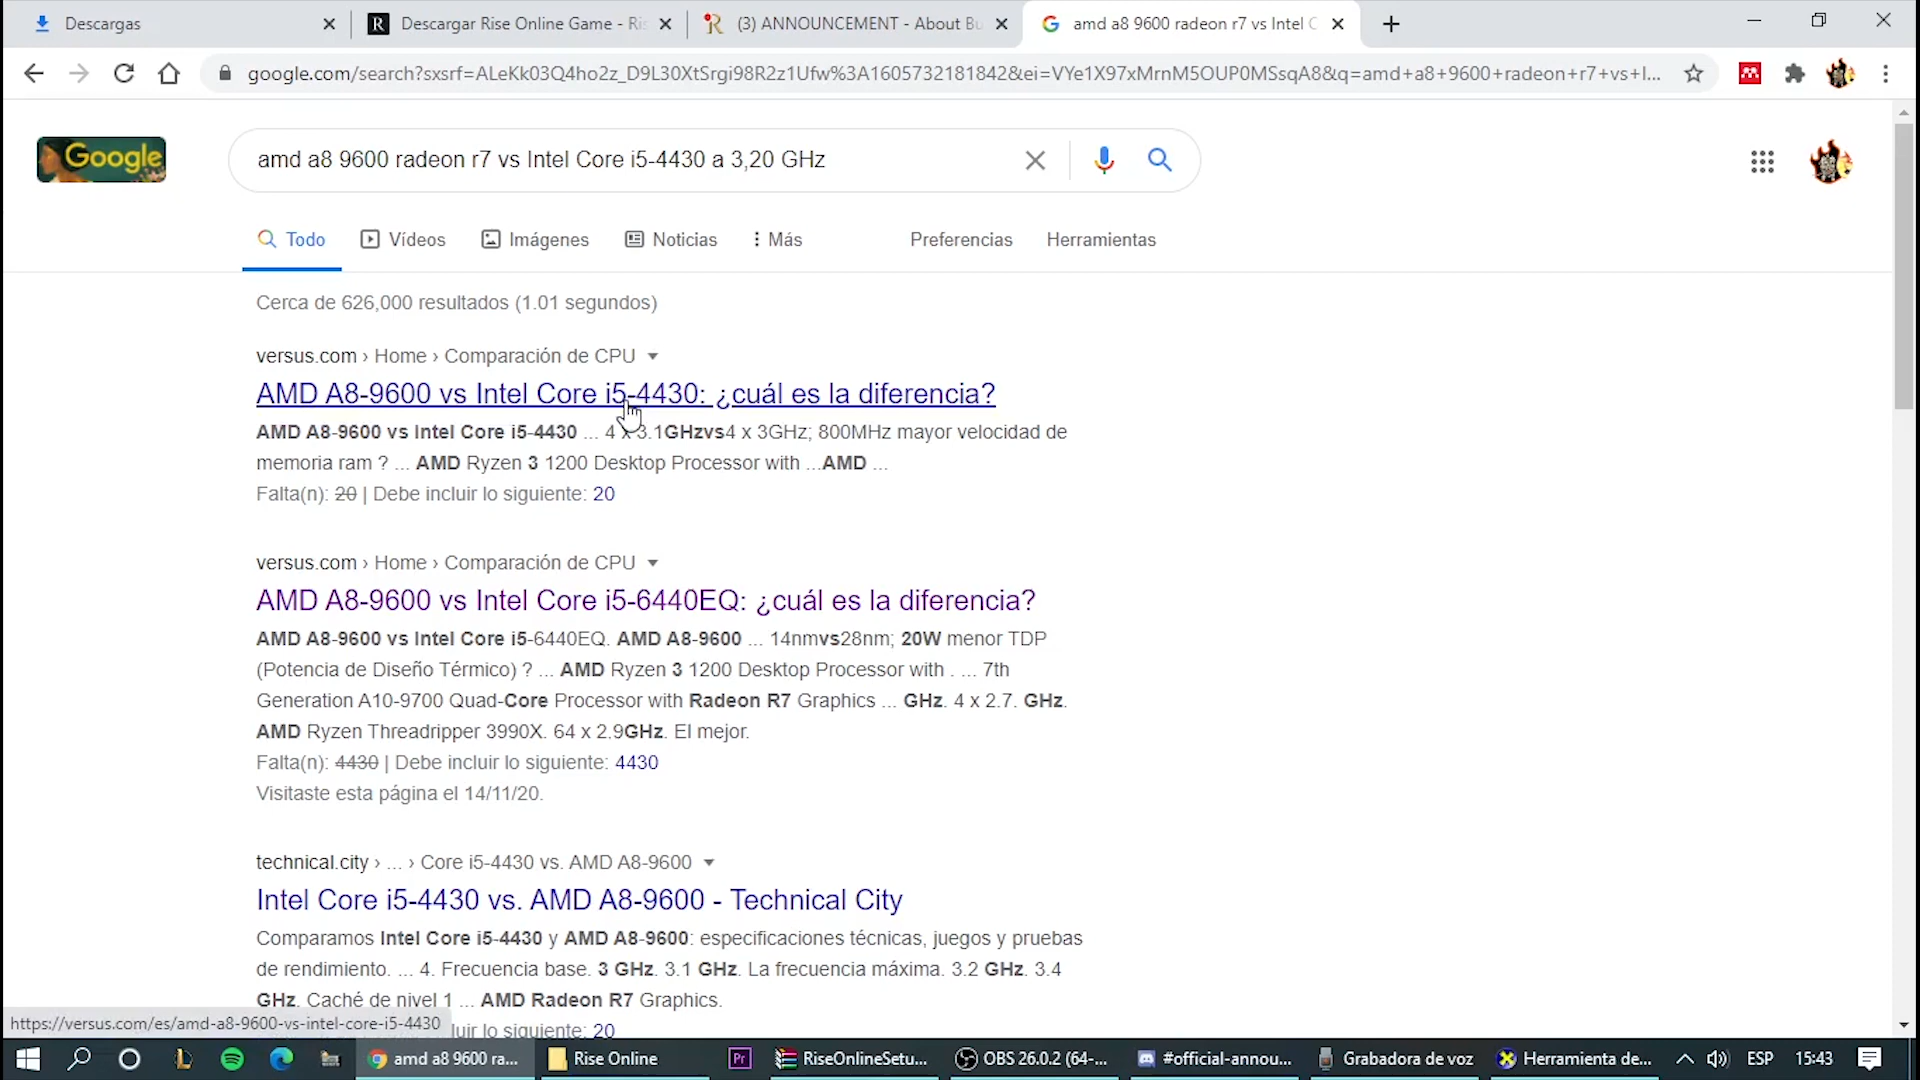 Descargas
Descargar Rise Online Game - Ris
(3) ANNOUNCEMENT - About Bu
amd a8 9600 radeon r7 vs Intel C
google.com/search?sxsrf=ALeKk03Q4ho2z_D9L30XtSrgi98R2z1Ufw%3A1605732181842&ei=VYe1X97xMrnM5OUP0MSsqA8&q=amd+a8+9600+radeon+r7+vs+I...
Google
amd a8 9600 radeon r7 vs Intel Core i5-4430 a 3,20 GHz
Todo
Vídeos
Imágenes
Noticias
Más
Preferencias
Herramientas
Cerca de 626,000 resultados (1.01 segundos)
versus.com › Home › Comparación de CPU
AMD A8-9600 vs Intel Core i5-4430: ¿cuál es la diferencia?
AMD A8-9600 vs Intel Core i5-4430 ... 4 x 3.1GHzvs4 x 3GHz; 800MHz mayor velocidad de
memoria ram ? ... AMD Ryzen 3 1200 Desktop Processor with ...AMD ...
Falta(n): 20 | Debe incluir lo siguiente: 20
versus.com › Home › Comparación de CPU
AMD A8-9600 vs Intel Core i5-6440EQ: ¿cuál es la diferencia?
AMD A8-9600 vs Intel Core i5-6440EQ. AMD A8-9600 ... 14nmvs28nm; 20W menor TDP
(Potencia de Diseño Térmico) ? ... AMD Ryzen 3 1200 Desktop Processor with . ... 7th
Generation A10-9700 Quad-Core Processor with Radeon R7 Graphics ... GHz. 4 x 2.7. GHz.
AMD Ryzen Threadripper 3990X. 64 x 2.9GHz. El mejor.
Falta(n): 4430 | Debe incluir lo siguiente: 4430
Visitaste esta página el 14/11/20.
technical.city › ... › Core i5-4430 vs. AMD A8-9600
Intel Core i5-4430 vs. AMD A8-9600 - Technical City
Comparamos Intel Core i5-4430 y AMD A8-9600: especificaciones técnicas, juegos y pruebas
de rendimiento. ... 4. Frecuencia base. 3 GHz. 3.1 GHz. La frecuencia máxima. 3.2 GHz. 3.4
GHz. Caché de nivel 1 ... AMD Radeon R7 Graphics.
https://versus.com/es/amd-a8-9600-vs-intel-core-i5-4430
luir lo siguiente: 20
amd a8 9600 ra...
Rise Online
Pr
RiseOnlineSetu...
OBS 26.0.2 (64-...
#official-annou...
Grabadora de voz
Herramienta de...
ESP
15:43